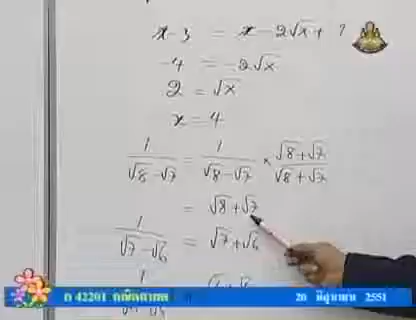 x-3 = x-2√x+1
-4 = -2√x
2 = √x
x = 4
1/(√8-√7) = 1/(√8-√7) × (√8+√7)/(√8+√7)
= √8+√7
1/(√7-√6) = √7+√6
ค 42201 คณิตศาสตร์ 20 มิถุนายน 2551